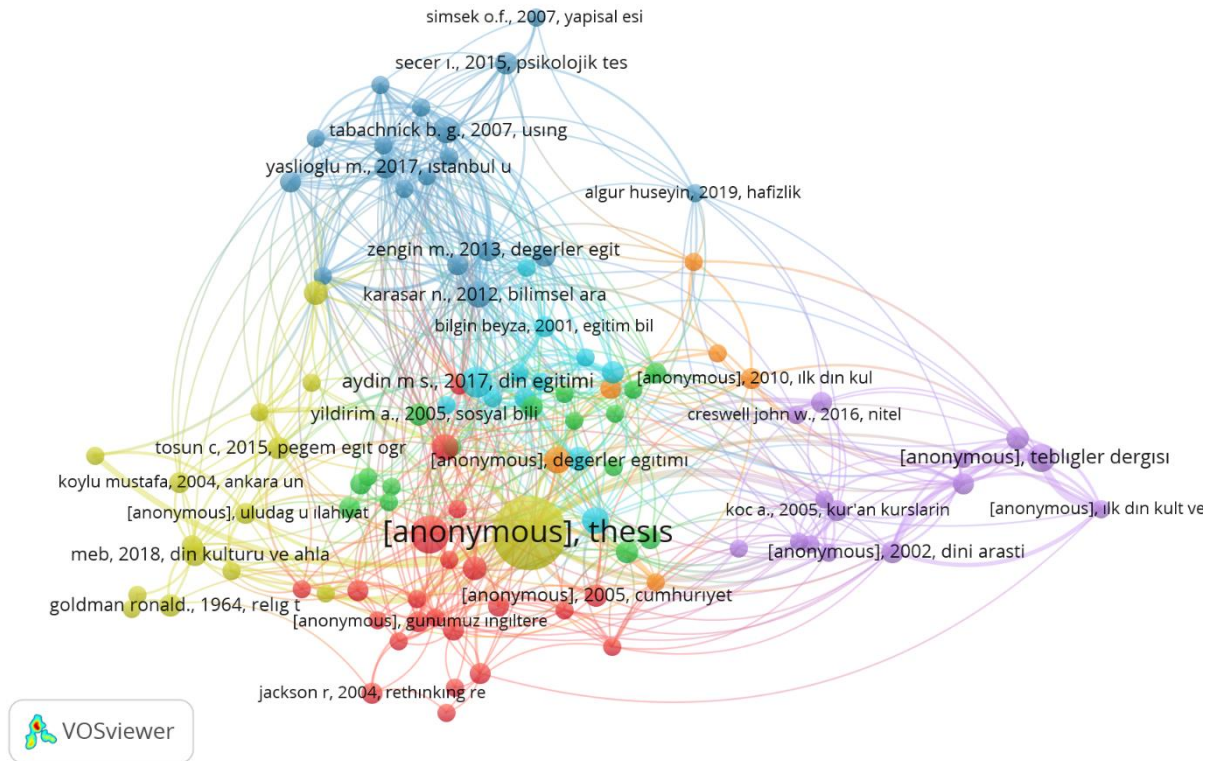 simsek o.f., 2007, yapisal esi
secer ı., 2015, psikolojik tes
tabachnick b. g., 2007, usıng
yaslioglu m., 2017, ıstanbul u
algur huseyin, 2019, hafizlik
zengin m., 2013, degerler egit
karasar n., 2012, bilimsel ara
bilgin beyza, 2001, egitim bil
aydin m s., 2017, din egitimi
[anonymous], 2010, ılk dın kul
yildirim a., 2005, sosyal bili
creswell john w., 2016, nitel
tosun c, 2015, pegem egıt ogr
[anonymous], degerler egıtımı
[anonymous], teblıgler dergısı
koylu mustafa, 2004, ankara un
[anonymous], uludag u ılahıyat
koc a., 2005, kur'an kurslarin
[anonymous], ılk dın kult ve
[anonymous], thesıs
meb, 2018, din kulturu ve ahla
[anonymous], 2002, dini arasti
goldman ronald., 1964, relıg t
[anonymous], 2005, cumhurıyet
[anonymous], gunumuz ıngıltere
jackson r, 2004, rethınkıng re
VOSviewer